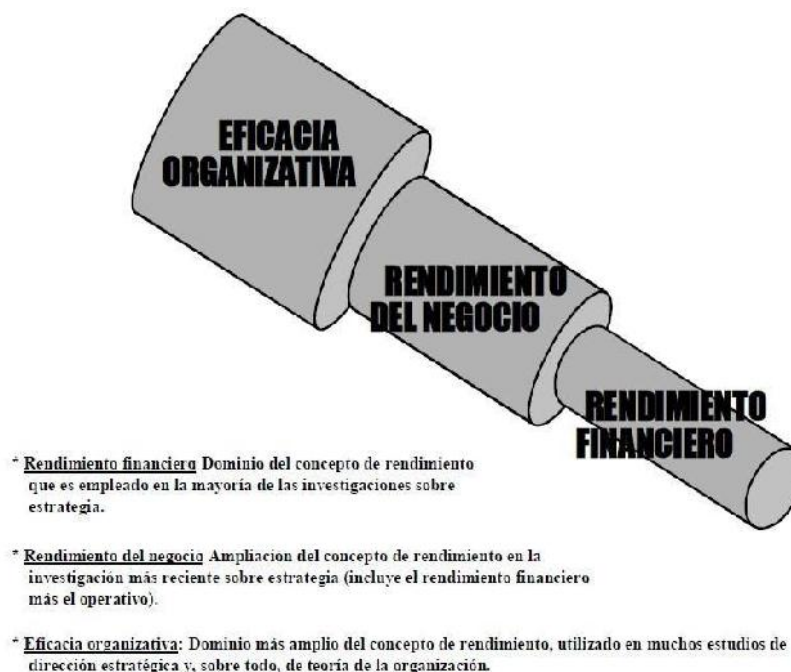 EFICACIA
ORGANIZATIVA
RENDIMIENTO
DEL NEGOCIO
RENDIMIENTO
FINANCIERO
* Rendimiento financiero Dominio del concepto de rendimiento
que es empleado en la mayoría de las investigaciones sobre
estrategia.
* Rendimiento del negocio Ampliación del concepto de rendimiento en la
investigación más reciente sobre estrategia (incluye el rendimiento financiero
más el operativo).
* Eficacia organizativa: Dominio más amplio del concepto de rendimiento, utilizado en muchos estudios de
dirección estratégica y, sobre todo, de teoría de la organización.